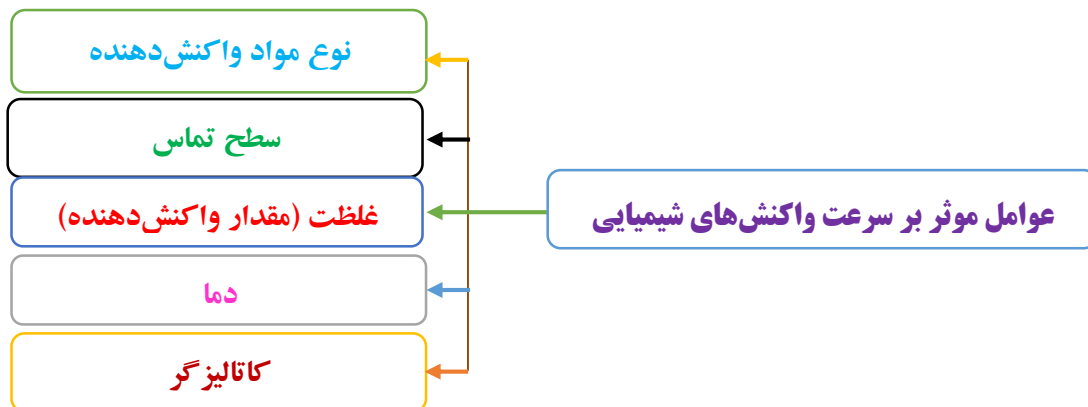 عوامل موثر بر سرعت واکنش‌های شیمیایی
نوع مواد واکنش‌دهنده
سطح تماس
غلظت (مقدار واکنش‌دهنده)
دما
کاتالیزگر